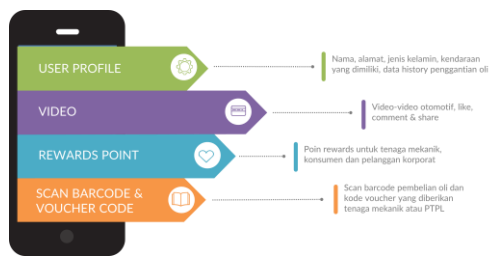 USER PROFILE
Nama, alamat, jenis kelamin, kendaraan
yang dimiliki, data history penggantian oli
VIDEO
Video-video otomotif, like,
comment & share
REWARDS POINT
Poin rewards untuk tenaga mekanik,
konsumen dan pelanggan korporat
SCAN BARCODE &
VOUCHER CODE
Scan barcode pembelian oli dan
kode voucher yang diberikan
tenaga mekanik atau PTPL